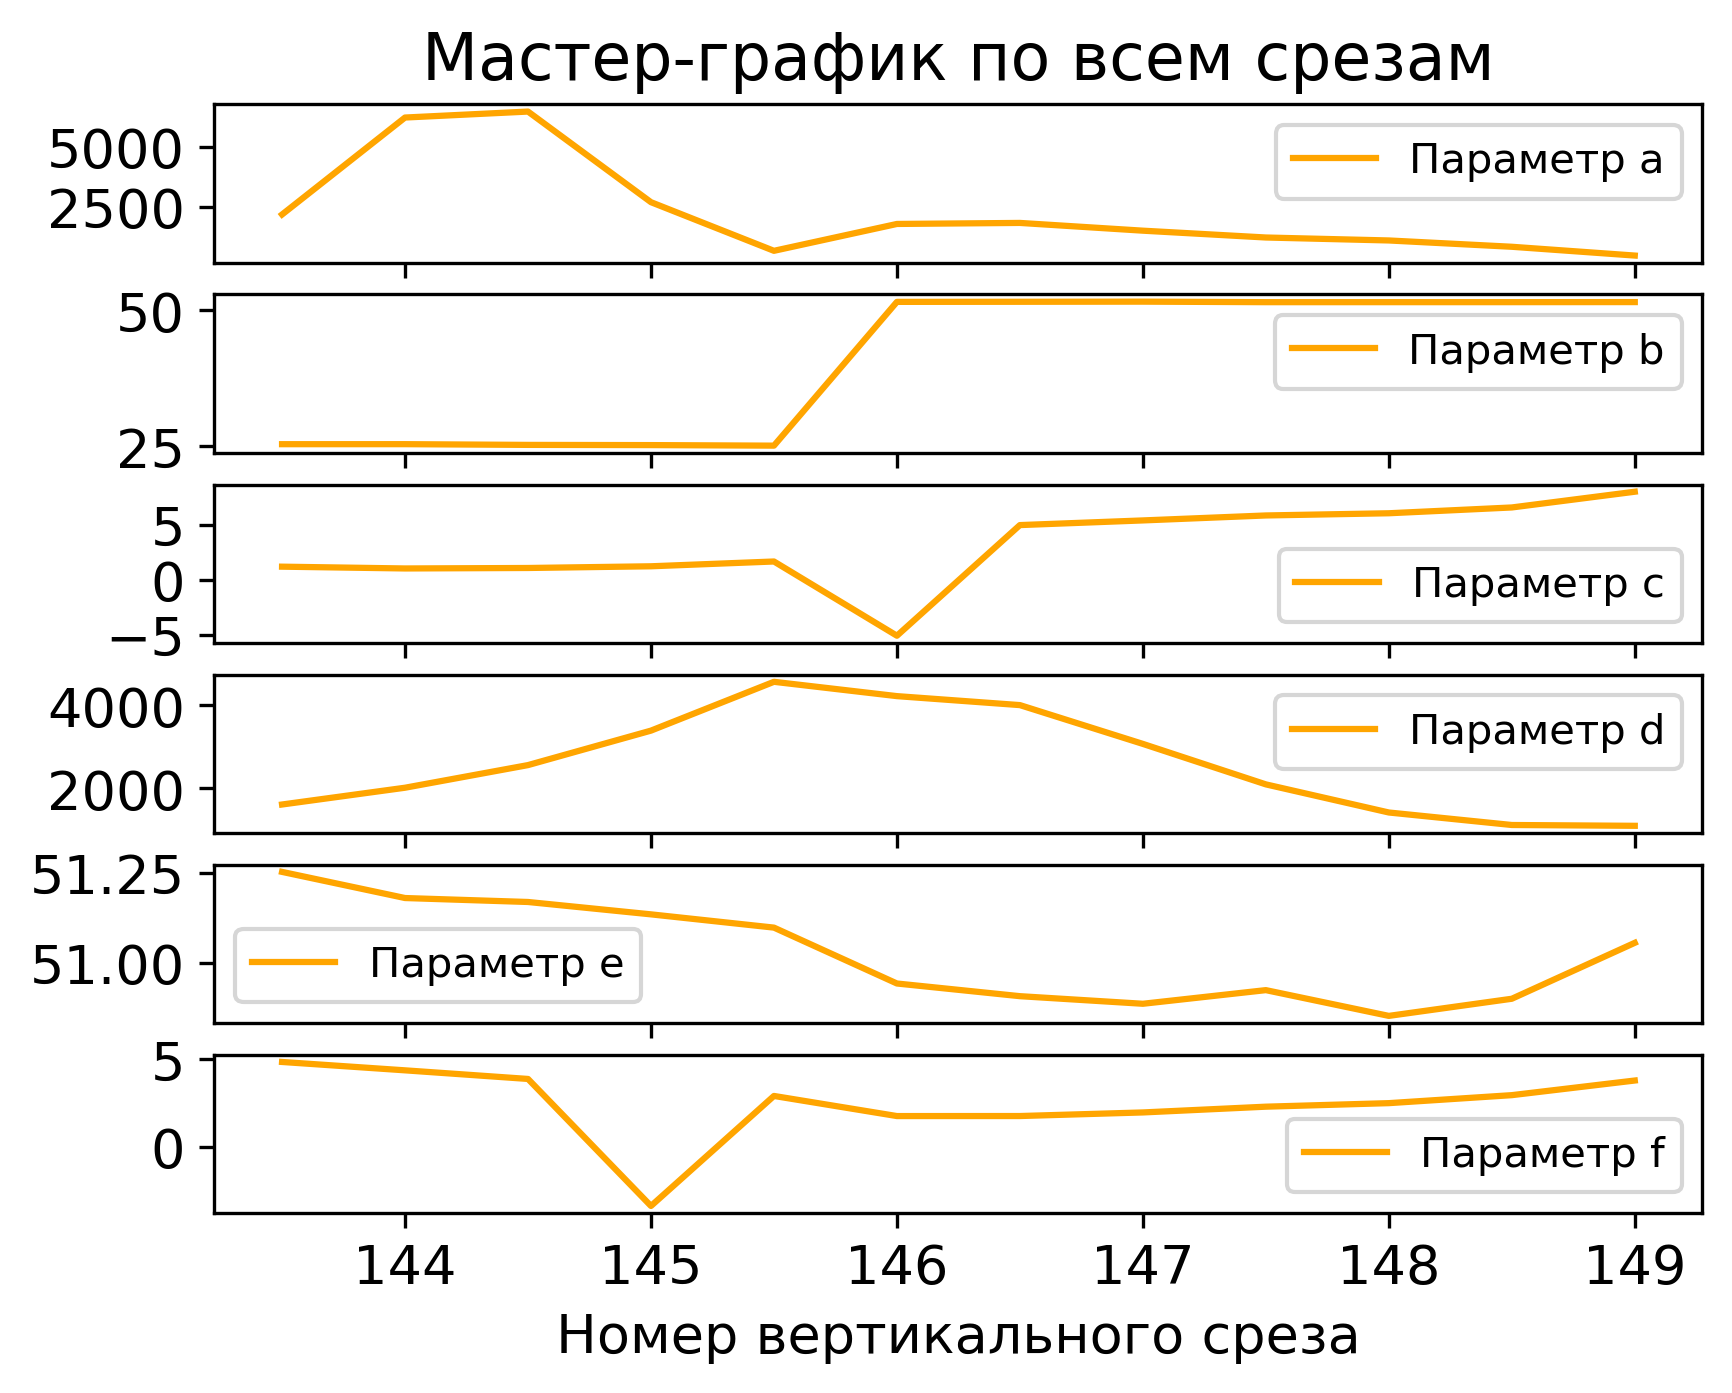 Мастер-график по всем срезам
5000
2500
Параметр a
50
25
Параметр b
5
0
−5
Параметр c
4000
2000
Параметр d
51.25
51.00
Параметр e
5
0
Параметр f
144 145 146 147 148 149
Номер вертикального среза